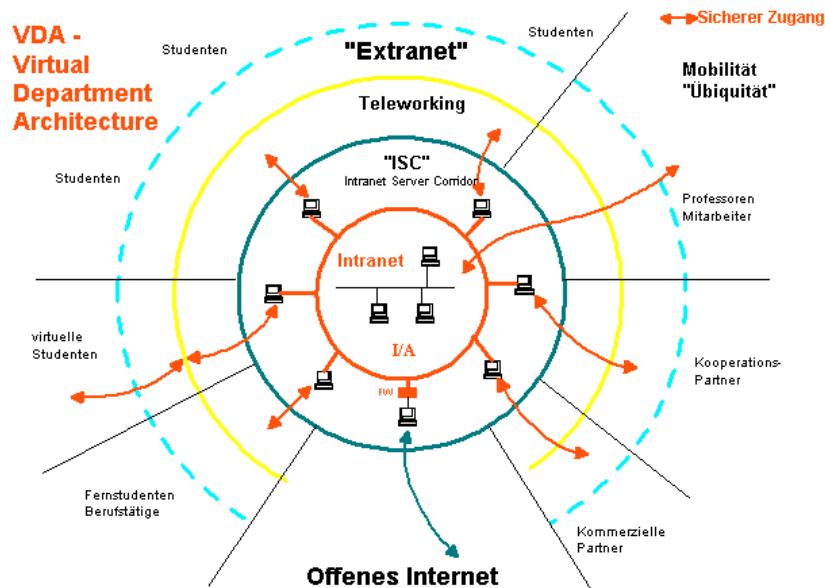 VDA -
Virtual
Department
Architecture
Studenten
"Extranet"
Studenten
Sicherer Zugang
Mobilität
"Übiquität"
Teleworking
"ISC"
Intranet Server Corridor
Studenten
Professoren
Mitarbeiter
Intranet
I/A
FW
virtuelle
Studenten
Kooperations-
Partner
Fernstudenten
Berufstätige
Kommerzielle
Partner
Offenes Internet